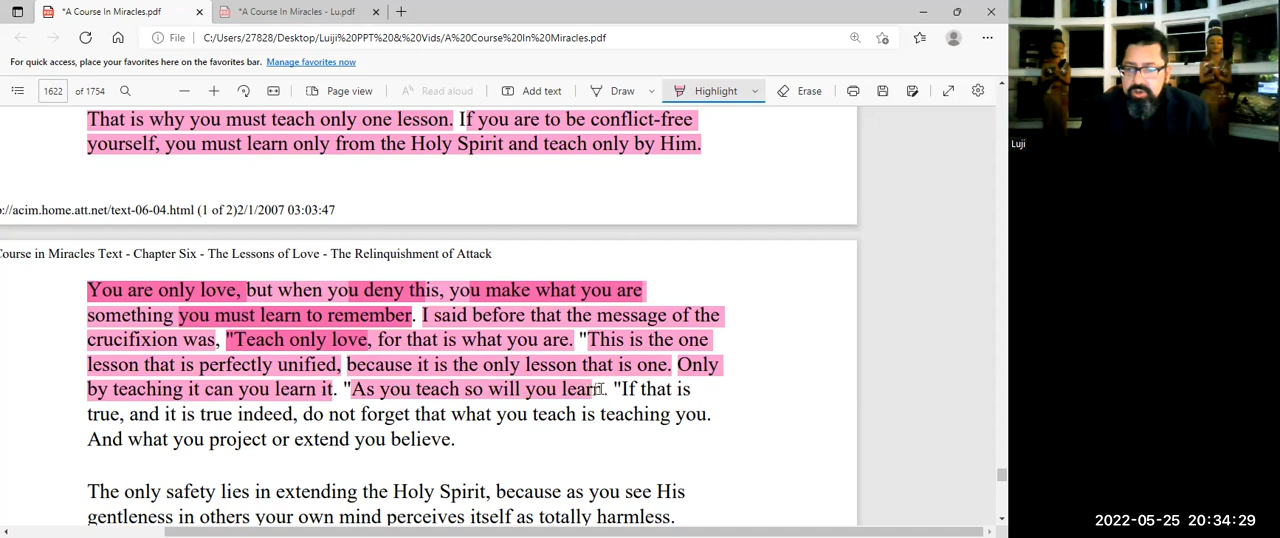 *A Course In Miracles.pdf
*A Course In Miracles - Lu.pdf
File
C:/Users/27828/Desktop/Luiji%20PPT%20&%20Vids/A%20Course%20In%20Miracles.pdf
For quick access, place your favorites here on the favorites bar. Manage favorites now
1622 of 1754
Page view
Read aloud
Add text
Draw
Highlight
Erase
That is why you must teach only one lesson. If you are to be conflict-free
yourself, you must learn only from the Holy Spirit and teach only by Him.
://acim.home.att.net/text-06-04.html (1 of 2)2/1/2007 03:03:47
Course in Miracles Text - Chapter Six - The Lessons of Love - The Relinquishment of Attack
You are only love, but when you deny this, you make what you are
something you must learn to remember. I said before that the message of the
crucifixion was, "Teach only love, for that is what you are. "This is the one
lesson that is perfectly unified, because it is the only lesson that is one. Only
by teaching it can you learn it. "As you teach so will you learn. "If that is
true, and it is true indeed, do not forget that what you teach is teaching you.
And what you project or extend you believe.
The only safety lies in extending the Holy Spirit, because as you see His
gentleness in others your own mind perceives itself as totally harmless.
Luji
2022-05-25 20:34:29